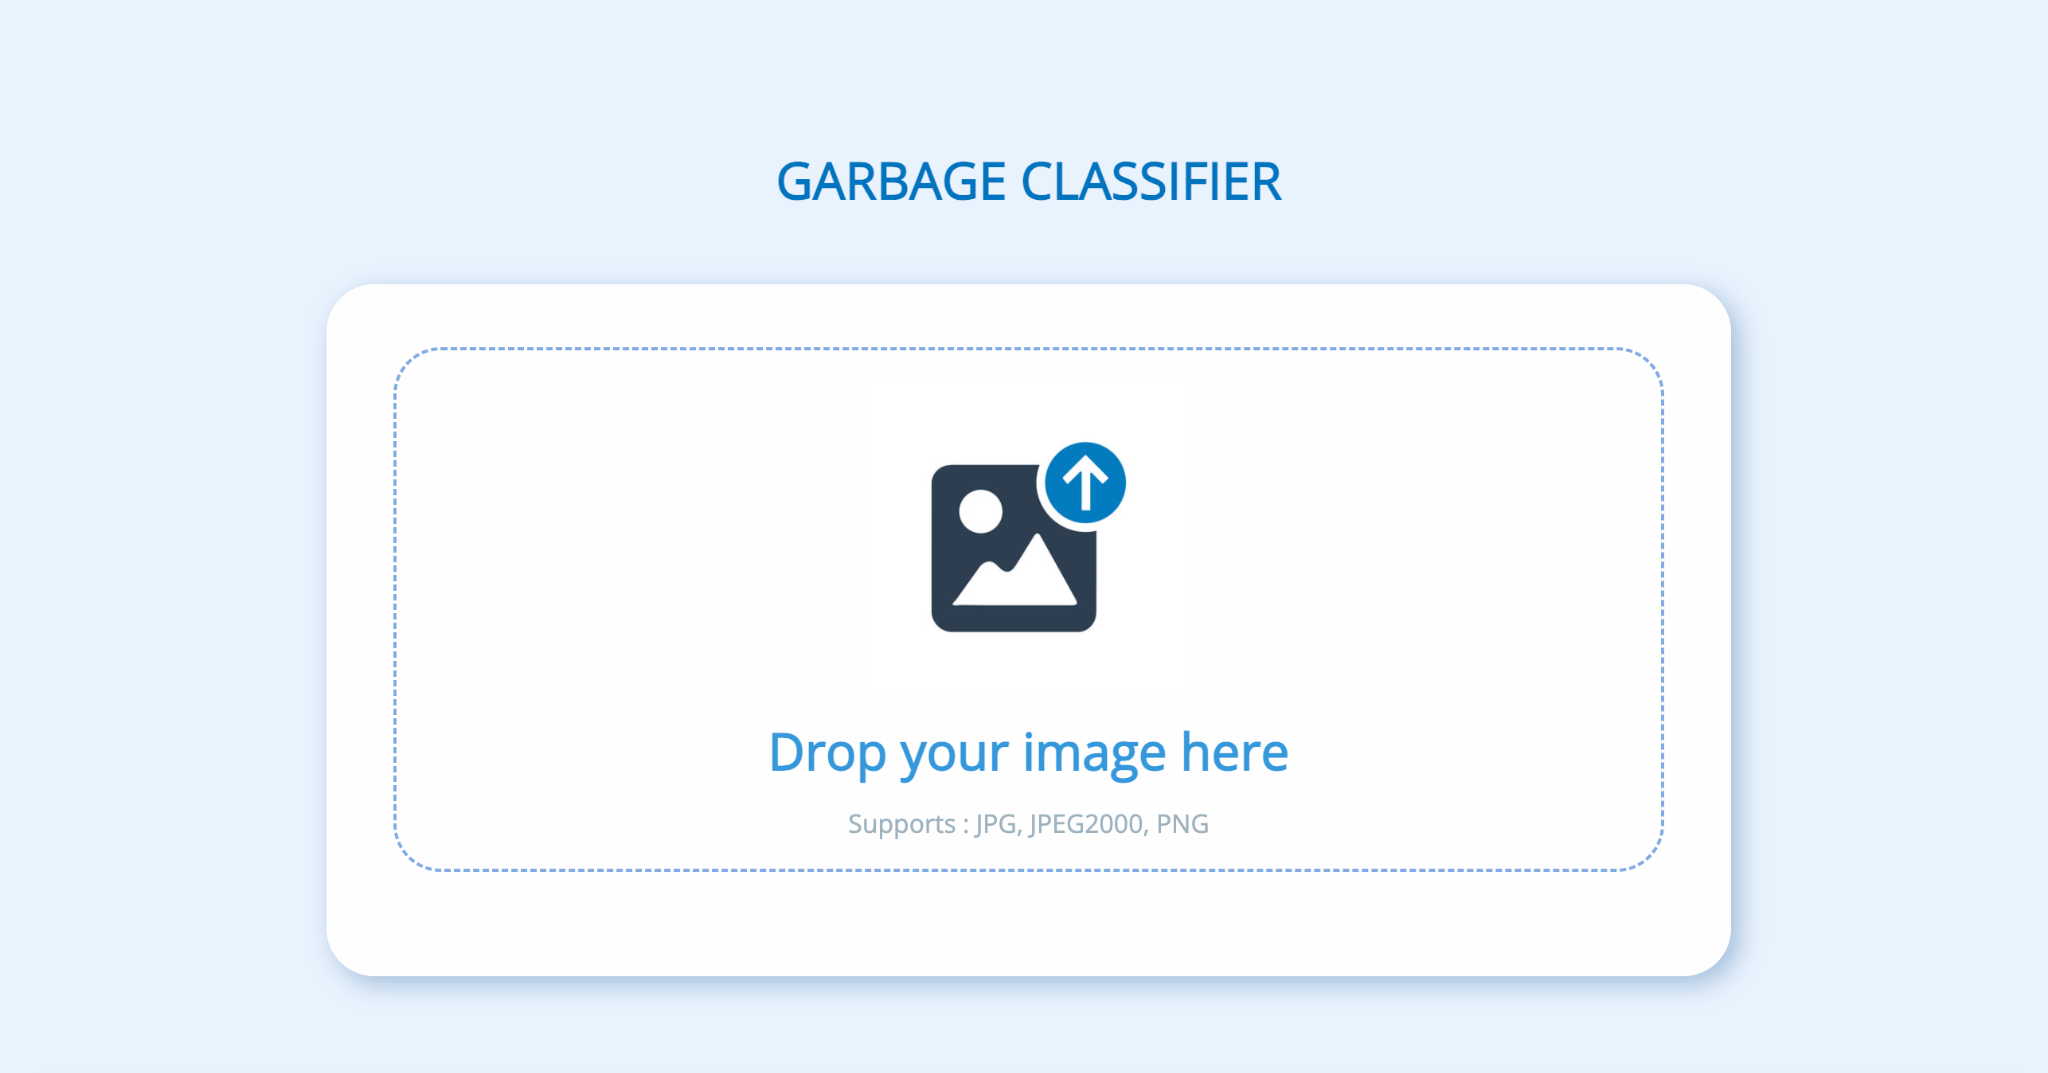 GARBAGE CLASSIFIER
Drop your image here
Supports : JPG, JPEG2000, PNG